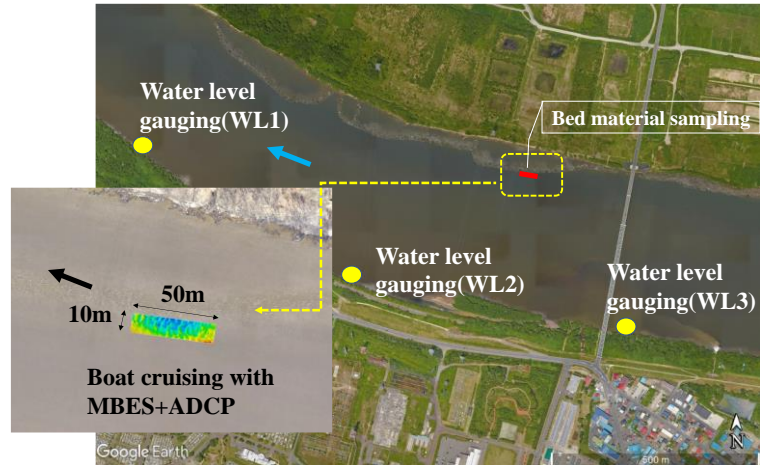 Water level
gauging(WL1)
Bed material sampling
Water level
gauging(WL2)
Water level
gauging(WL3)
50m
10m
Boat cruising with
MBES+ADCP
Google Earth
600 m
N